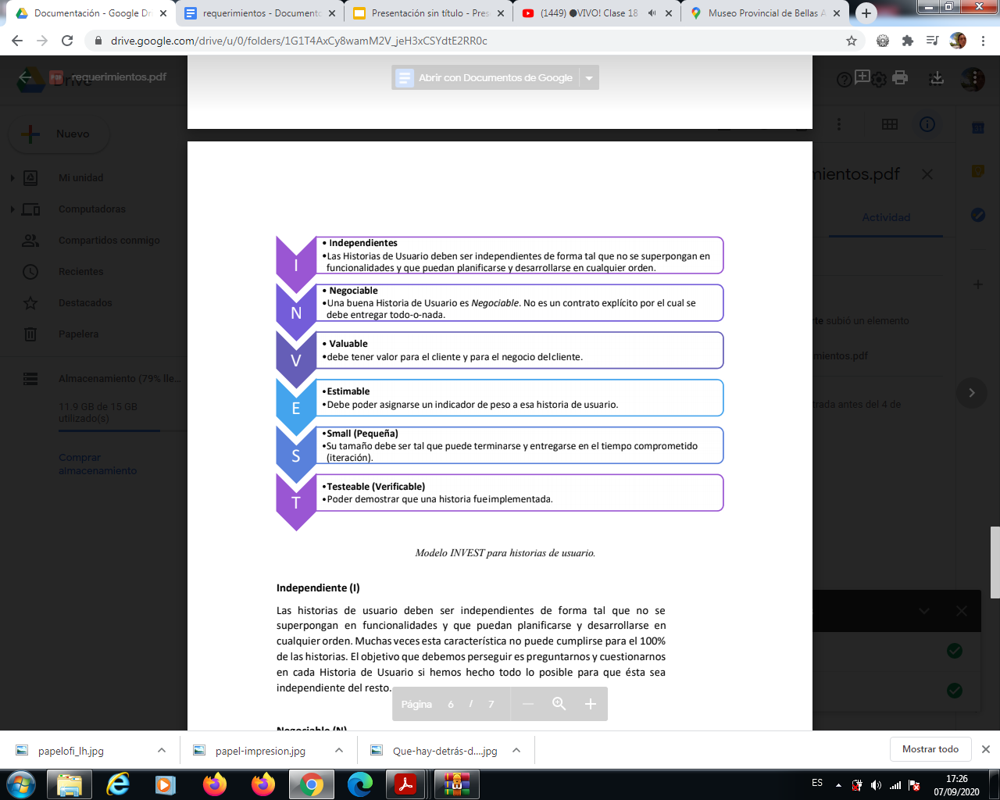 Documentación - Google Dr
requerimientos - Documento
Presentación sin título - Pres
(1449) ●VIVO! Clase 18
Museo Provincial de Bellas A
drive.google.com/drive/u/0/folders/1G1T4AxCy8wamM2V_jeH3xCSYdtE2RR0c
requerimientos.pdf
Drive
Abrir con Documentos de Google
Nuevo
Mi unidad
Computadoras
Compartidos conmigo
Recientes
Destacados
Papelera
Almacenamiento (79% lle...
11.9 GB de 15 GB
utilizado(s)
Comprar
almacenamiento
mientos.pdf
Actividad
rte subió un elemento
mientos.pdf
trada antes del 4 de
I
• Independientes
•Las Historias de Usuario deben ser independientes de forma tal que no se superpongan en
funcionalidades y que puedan planificarse y desarrollarse en cualquier orden.
N
• Negociable
•Una buena Historia de Usuario es Negociable. No es un contrato explícito por el cual se
debe entregar todo-o-nada.
V
• Valuable
•debe tener valor para el cliente y para el negocio delcliente.
E
•Estimable
•Debe poder asignarse un indicador de peso a esa historia de usuario.
S
•Small (Pequeña)
•Su tamaño debe ser tal que puede terminarse y entregarse en el tiempo comprometido
(iteración).
T
•Testeable (Verificable)
•Poder demostrar que una historia fueimplementada.
Modelo INVEST para historias de usuario.
Independiente (I)
Las historias de usuario deben ser independientes de forma tal que no se
superpongan en funcionalidades y que puedan planificarse y desarrollarse en
cualquier orden. Muchas veces esta característica no puede cumplirse para el 100%
de las historias. El objetivo que debemos perseguir es preguntarnos y cuestionarnos
en cada Historia de Usuario si hemos hecho todo lo posible para que ésta sea
independiente del resto.
Página 6 / 7
Negociable (N)
papelofi_lh.jpg
papel-impresion.jpg
Que-hay-detrás-d....jpg
Mostrar todo
ES
17:26
07/09/2020